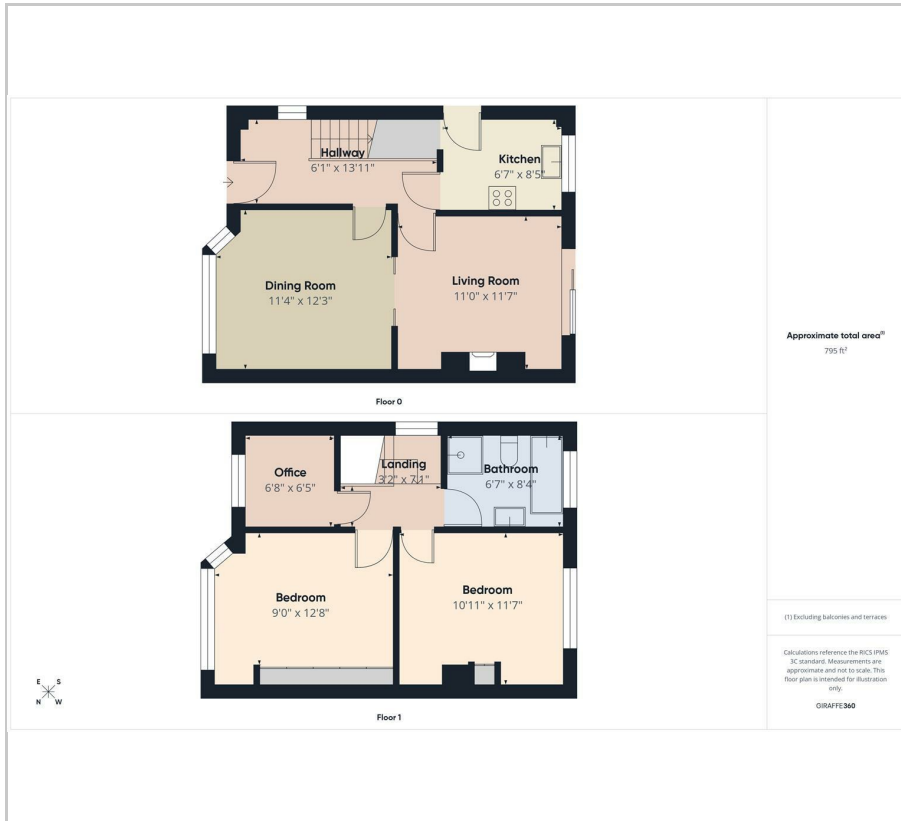 Hallway
6'1" x 13'11"
Kitchen
6'7" x 8'5"
Dining Room
11'4" x 12'3"
Living Room
11'0" x 11'7"
Floor 0
Approximate total area⁽¹⁾
795 ft²
Office
6'8" x 6'5"
Landing
3'2" x 7'1"
Bathroom
6'7" x 8'4"
Bedroom
9'0" x 12'8"
Bedroom
10'11" x 11'7"
Floor 1
E S
N W
(1) Excluding balconies and terraces
Calculations reference the RICS IPMS
3C standard. Measurements are
approximate and not to scale. This
floor plan is intended for illustration
only.
GIRAFFE360